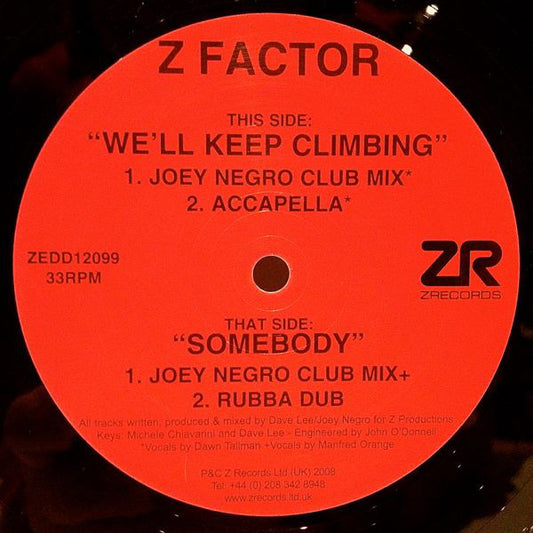 Z FACTOR
THIS SIDE:
"WE'LL KEEP CLIMBING"
1. JOEY NEGRO CLUB MIX*
2. ACCAPELLA*
ZEDD12099
33RPM
ZR
ZRECORDS
THAT SIDE:
"SOMEBODY"
1. JOEY NEGRO CLUB MIX+
2. RUBBA DUB
All tracks written, produced & mixed by Dave Lee/Joey Negro for Z Productions
Keys: Michele Chiavarini and Dave Lee - Engineered by John O'Donnell
*Vocals by Dawn Tallman +Vocals by Manfred Orange
P&C Z Records Ltd (UK) 2008
Tel: +44 (0) 208 342 8948
www.zrecords.ltd.uk